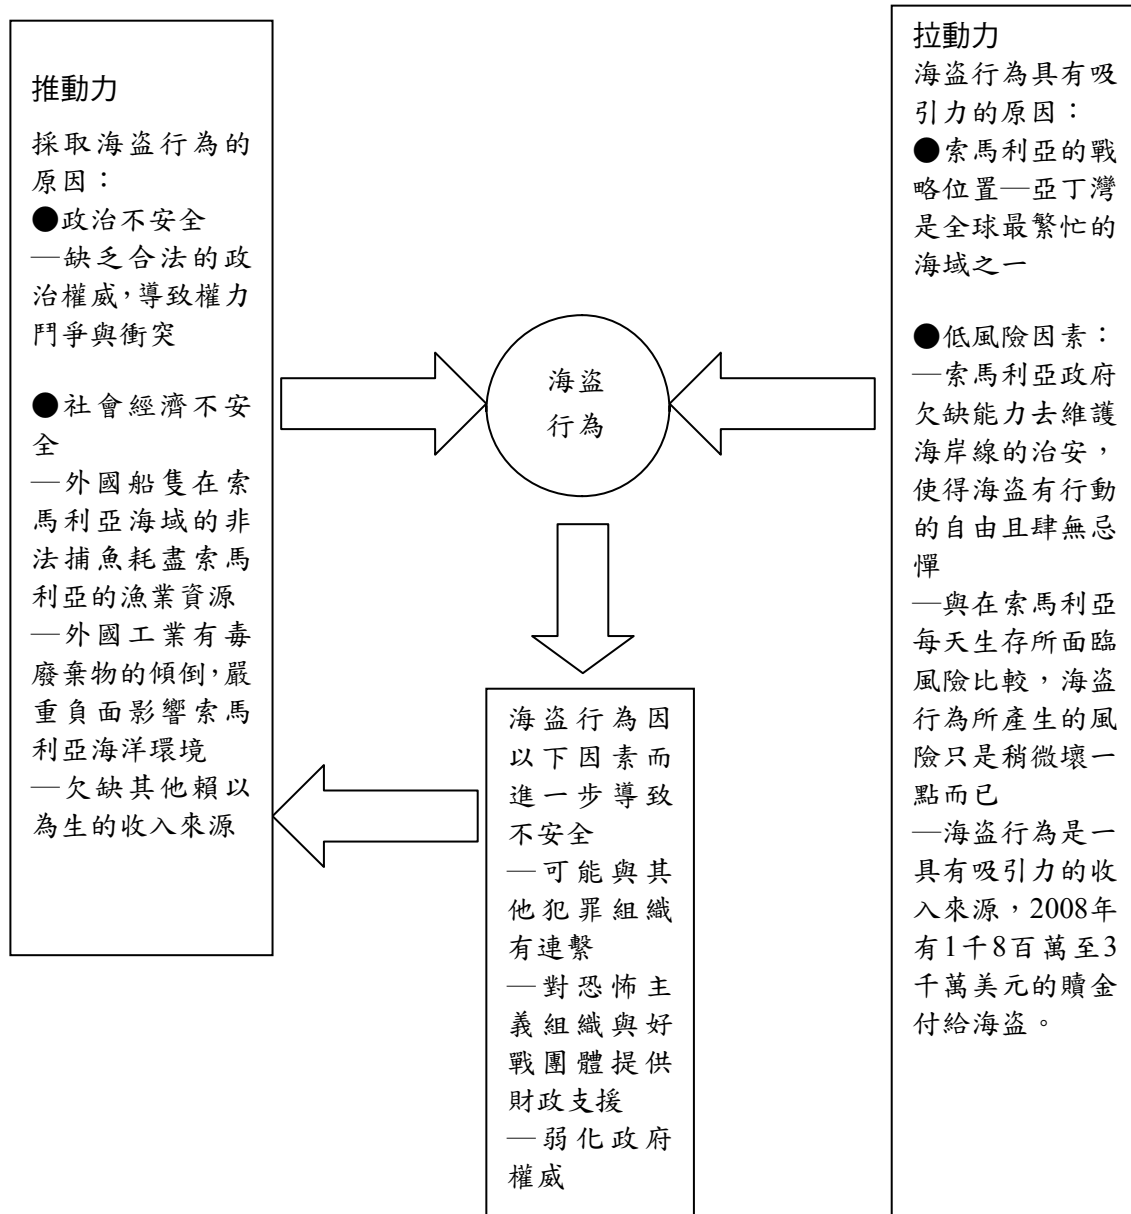 推動力
採取海盜行為的
原因：
●政治不安全
—缺乏合法的政
治權威，導致權力
鬥爭與衝突
●社會經濟不安
全
—外國船隻在索
馬利亞海域的非
法捕魚耗盡索馬
利亞的漁業資源
—外國工業有毒
廢棄物的傾倒，嚴
重負面影響索馬
利亞海洋環境
—欠缺其他賴以
為生的收入來源
海盜
行為
海盜行為因
以下因素而
進一步導致
不安全
—可能與其
他犯罪組織
有連繫
—對恐怖主
義組織與好
戰團體提供
財政支援
—弱化政府
權威
拉動力
海盜行為具有吸
引力的原因：
●索馬利亞的戰
略位置—亞丁灣
是全球最繁忙的
海域之一
●低風險因素：
—索馬利亞政府
欠缺能力去維護
海岸線的治安，
使得海盜有行動
的自由且肆無忌
憚
—與在索馬利亞
每天生存所面臨
風險比較，海盜
行為所產生的風
險只是稍微壞一
點而已
—海盜行為是一
具有吸引力的收
入來源，2008年
有1千8百萬至3
千萬美元的贖金
付給海盜。